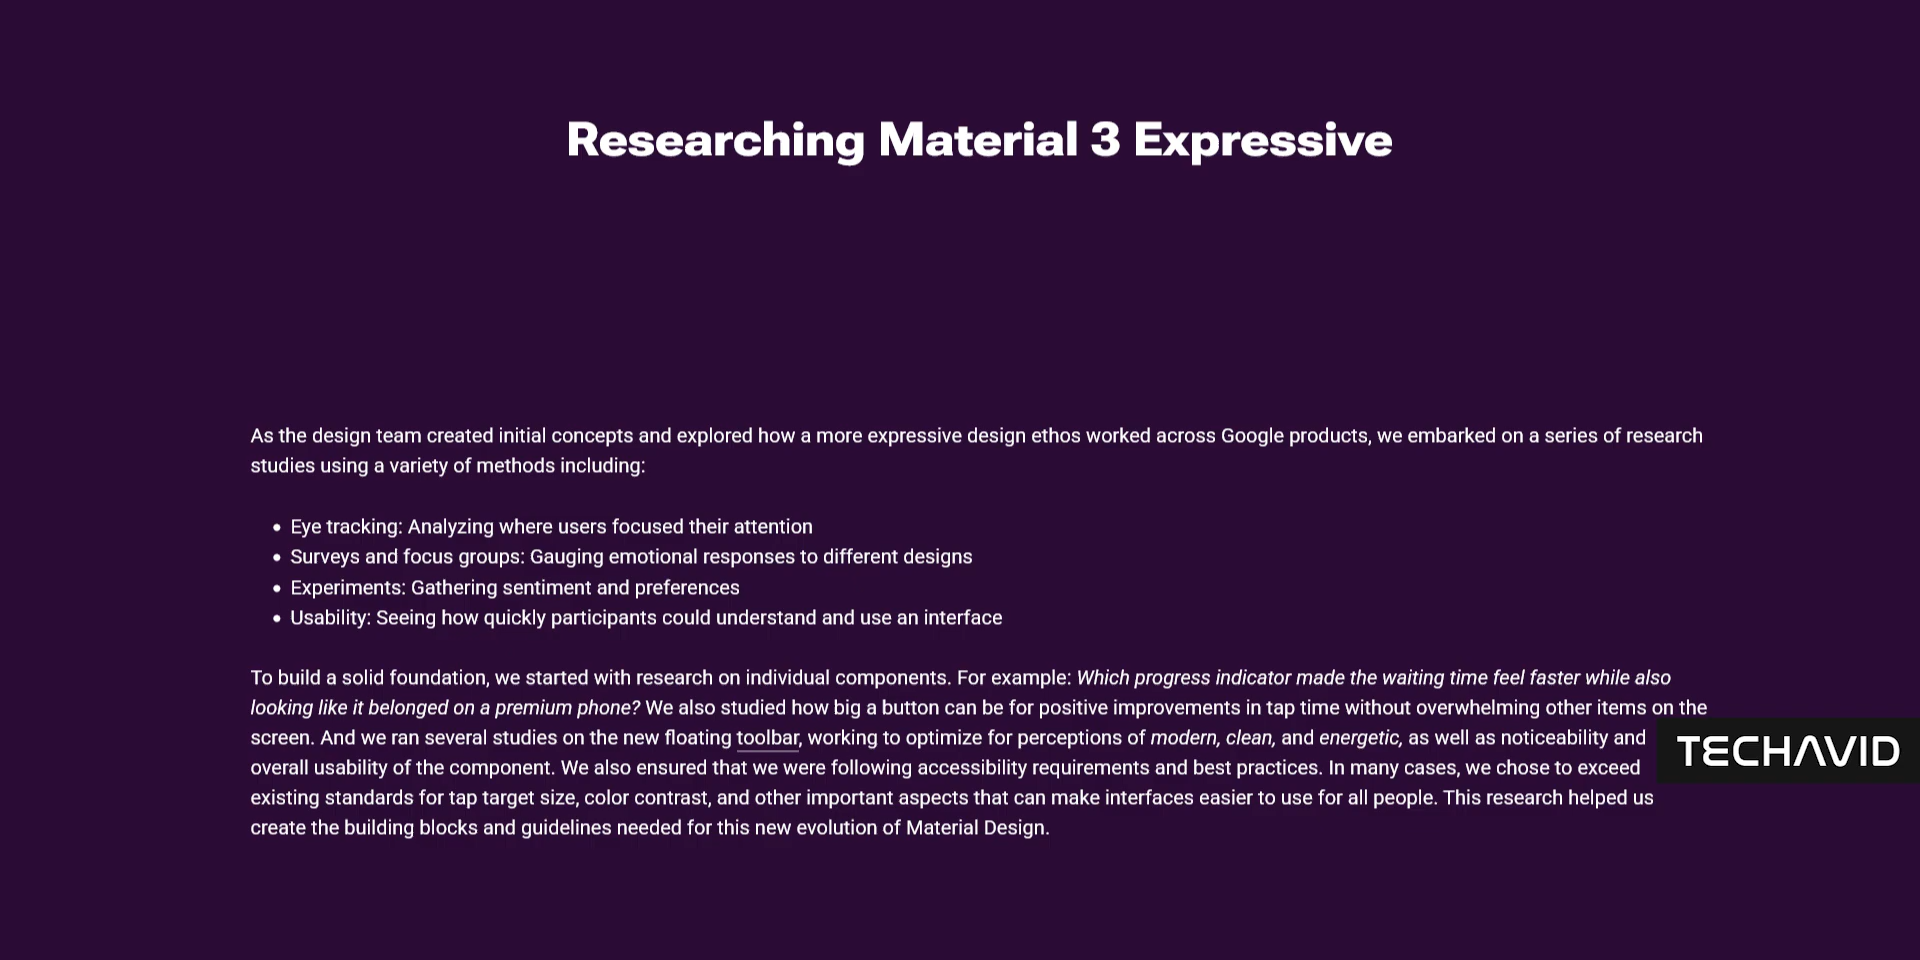 Researching Material 3 Expressive
As the design team created initial concepts and explored how a more expressive design ethos worked across Google products, we embarked on a series of research
studies using a variety of methods including:
• Eye tracking: Analyzing where users focused their attention
• Surveys and focus groups: Gauging emotional responses to different designs
• Experiments: Gathering sentiment and preferences
• Usability: Seeing how quickly participants could understand and use an interface
To build a solid foundation, we started with research on individual components. For example: Which progress indicator made the waiting time feel faster while also
looking like it belonged on a premium phone? We also studied how big a button can be for positive improvements in tap time without overwhelming other items on the
screen. And we ran several studies on the new floating toolbar, working to optimize for perceptions of modern, clean, and energetic, as well as noticeability and
overall usability of the component. We also ensured that we were following accessibility requirements and best practices. In many cases, we chose to exceed
existing standards for tap target size, color contrast, and other important aspects that can make interfaces easier to use for all people. This research helped us
create the building blocks and guidelines needed for this new evolution of Material Design.
TECHAVID